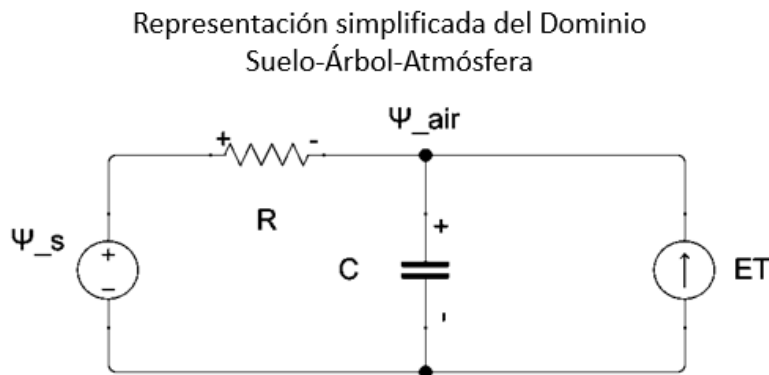 Representación simplificada del Dominio
Suelo-Árbol-Atmósfera
Ψ_air
+ -
R
Ψ_s
+
-
C
+
-
ET